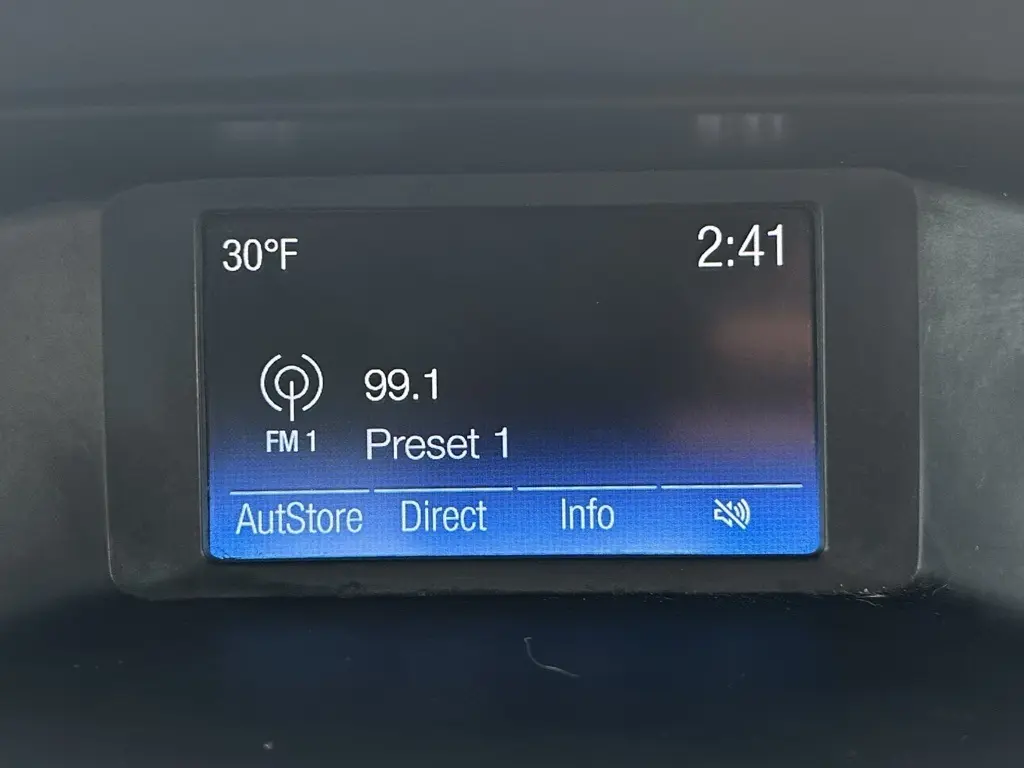 30°F 2:41
99.1
FM 1 Preset 1
AutStore Direct Info